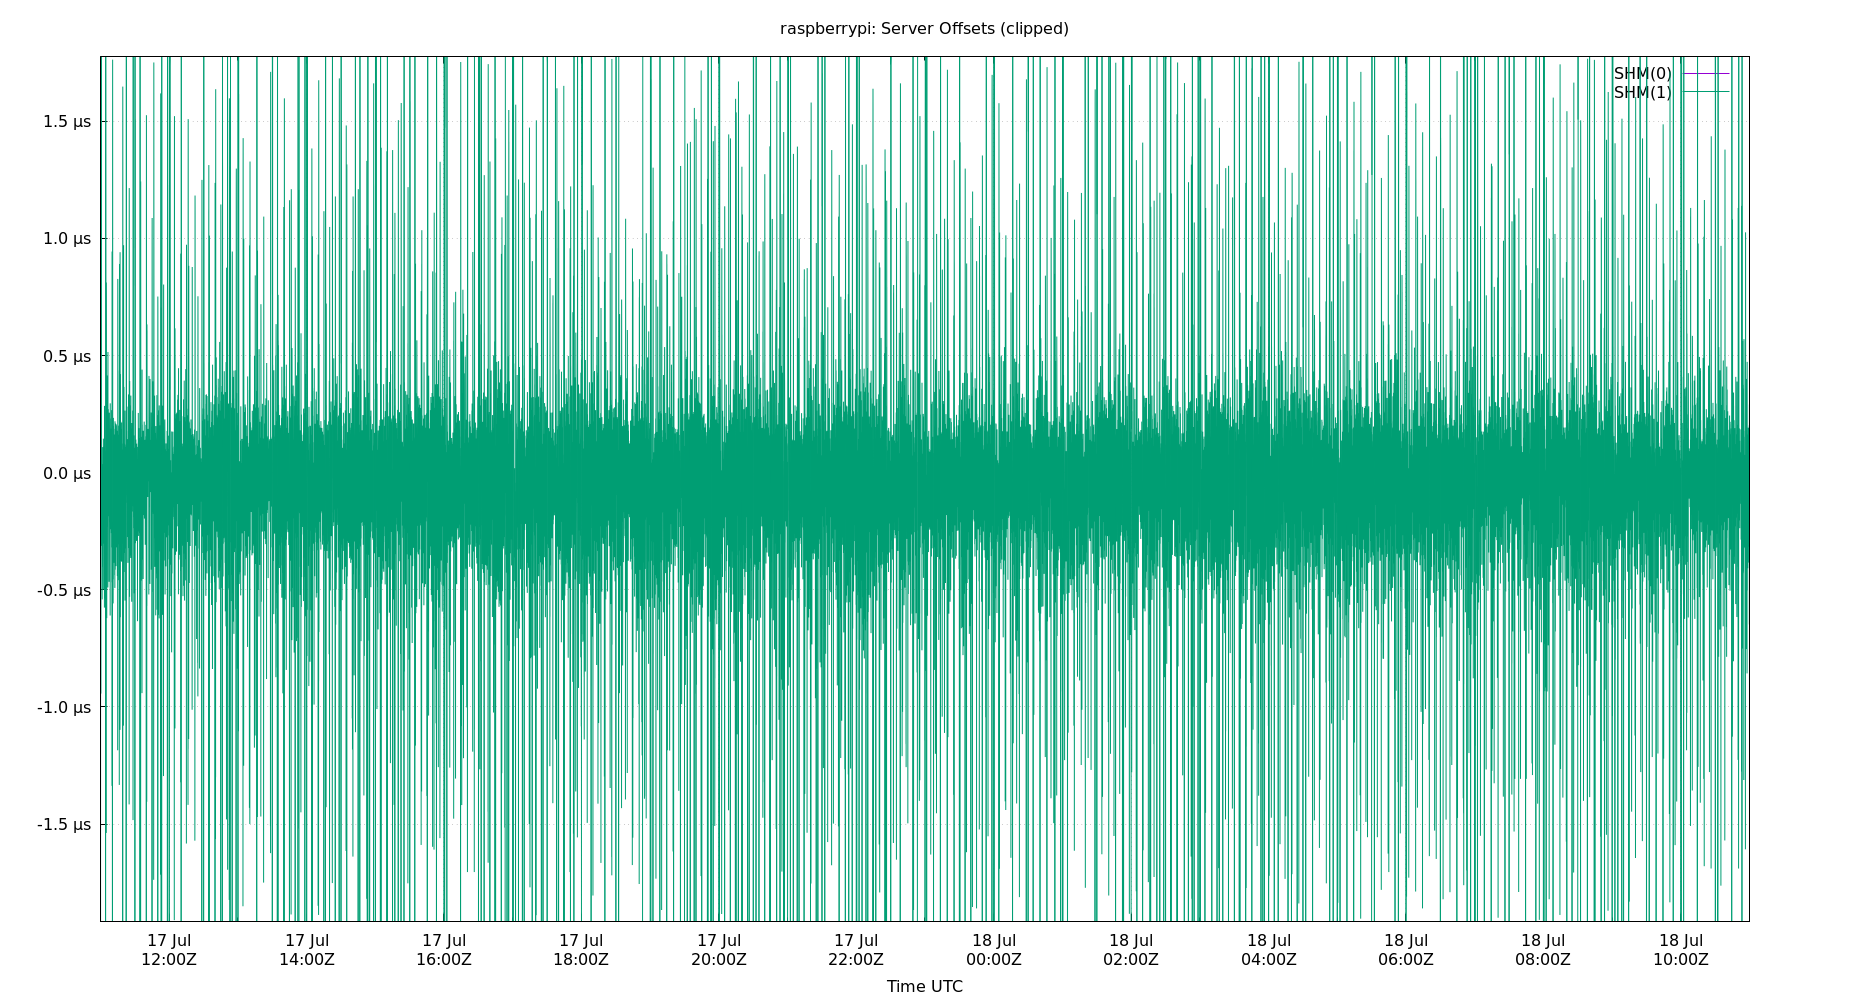 raspberrypi: Server Offsets (clipped)
SHM(0)
SHM(1)
1.5 µs
1.0 µs
0.5 µs
0.0 µs
-0.5 µs
-1.0 µs
-1.5 µs
17 Jul 17 Jul 17 Jul 17 Jul 17 Jul 17 Jul 18 Jul 18 Jul 18 Jul 18 Jul 18 Jul 18 Jul
12:00Z 14:00Z 16:00Z 18:00Z 20:00Z 22:00Z 00:00Z 02:00Z 04:00Z 06:00Z 08:00Z 10:00Z
Time UTC